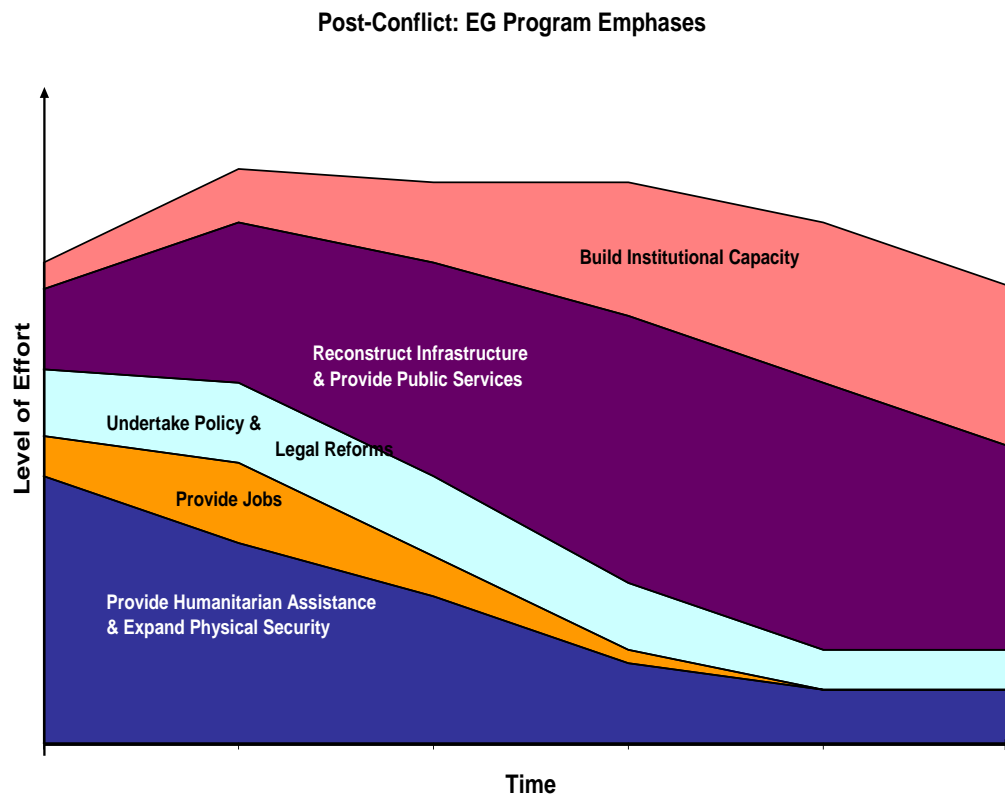 Post-Conflict: EG Program Emphases
Level of Effort
Build Institutional Capacity
Reconstruct Infrastructure
& Provide Public Services
Undertake Policy &
Legal Reforms
Provide Jobs
Provide Humanitarian Assistance
& Expand Physical Security
Time